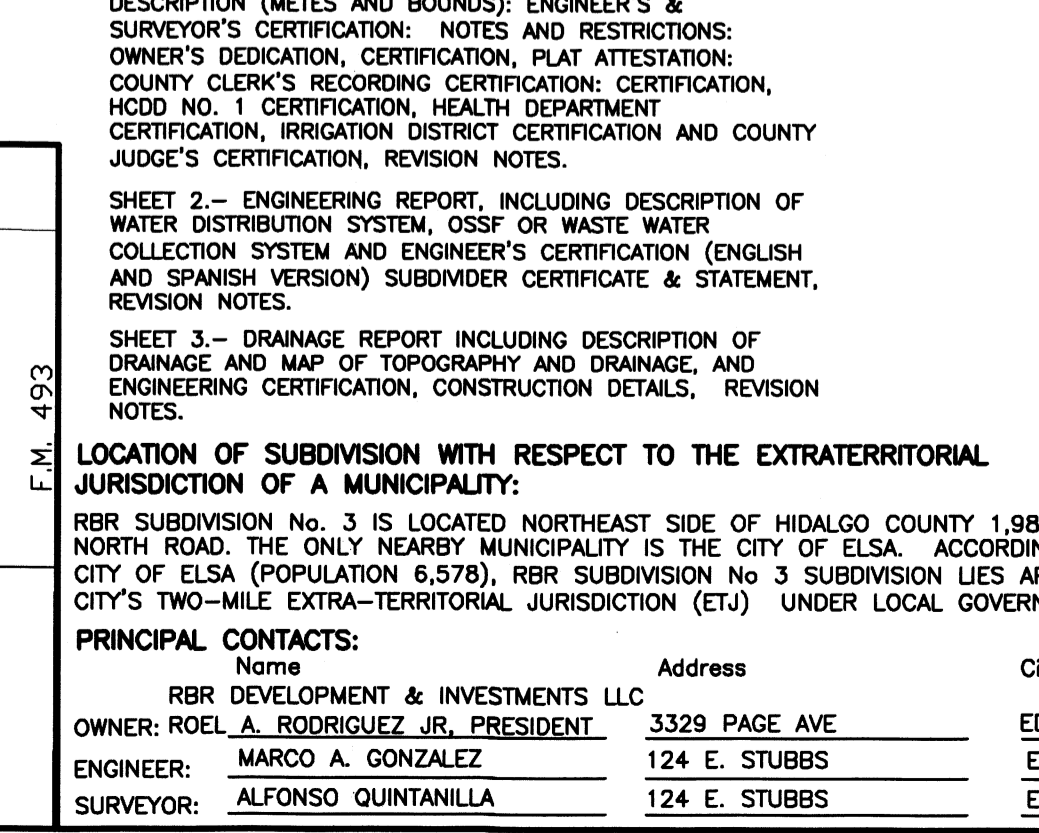 DESCRIPTION (METES AND BOUNDS): ENGINEER'S &
SURVEYOR'S CERTIFICATION: NOTES AND RESTRICTIONS:
OWNER'S DEDICATION, CERTIFICATION, PLAT ATTESTATION:
COUNTY CLERK'S RECORDING CERTIFICATION: CERTIFICATION,
HCDD NO. 1 CERTIFICATION, HEALTH DEPARTMENT
CERTIFICATION, IRRIGATION DISTRICT CERTIFICATION AND COUNTY
JUDGE'S CERTIFICATION, REVISION NOTES.
SHEET 2.– ENGINEERING REPORT, INCLUDING DESCRIPTION OF
WATER DISTRIBUTION SYSTEM, OSSF OR WASTE WATER
COLLECTION SYSTEM AND ENGINEER'S CERTIFICATION (ENGLISH
AND SPANISH VERSION) SUBDIVIDER CERTIFICATE & STATEMENT,
REVISION NOTES.
SHEET 3.– DRAINAGE REPORT INCLUDING DESCRIPTION OF
DRAINAGE AND MAP OF TOPOGRAPHY AND DRAINAGE, AND
ENGINEERING CERTIFICATION, CONSTRUCTION DETAILS, REVISION
NOTES.
F.M. 493
LOCATION OF SUBDIVISION WITH RESPECT TO THE EXTRATERRITORIAL
JURISDICTION OF A MUNICIPALITY:
RBR SUBDIVISION No. 3 IS LOCATED NORTHEAST SIDE OF HIDALGO COUNTY 1,98
NORTH ROAD. THE ONLY NEARBY MUNICIPALITY IS THE CITY OF ELSA. ACCORDIN
CITY OF ELSA (POPULATION 6,578), RBR SUBDIVISION No 3 SUBDIVISION LIES AP
CITY'S TWO–MILE EXTRA–TERRITORIAL JURISDICTION (ETJ) UNDER LOCAL GOVERN
PRINCIPAL CONTACTS:
Name Address Ci
RBR DEVELOPMENT & INVESTMENTS LLC
OWNER: ROEL A. RODRIGUEZ JR, PRESIDENT 3329 PAGE AVE ED
ENGINEER: MARCO A. GONZALEZ 124 E. STUBBS E
SURVEYOR: ALFONSO QUINTANILLA 124 E. STUBBS E